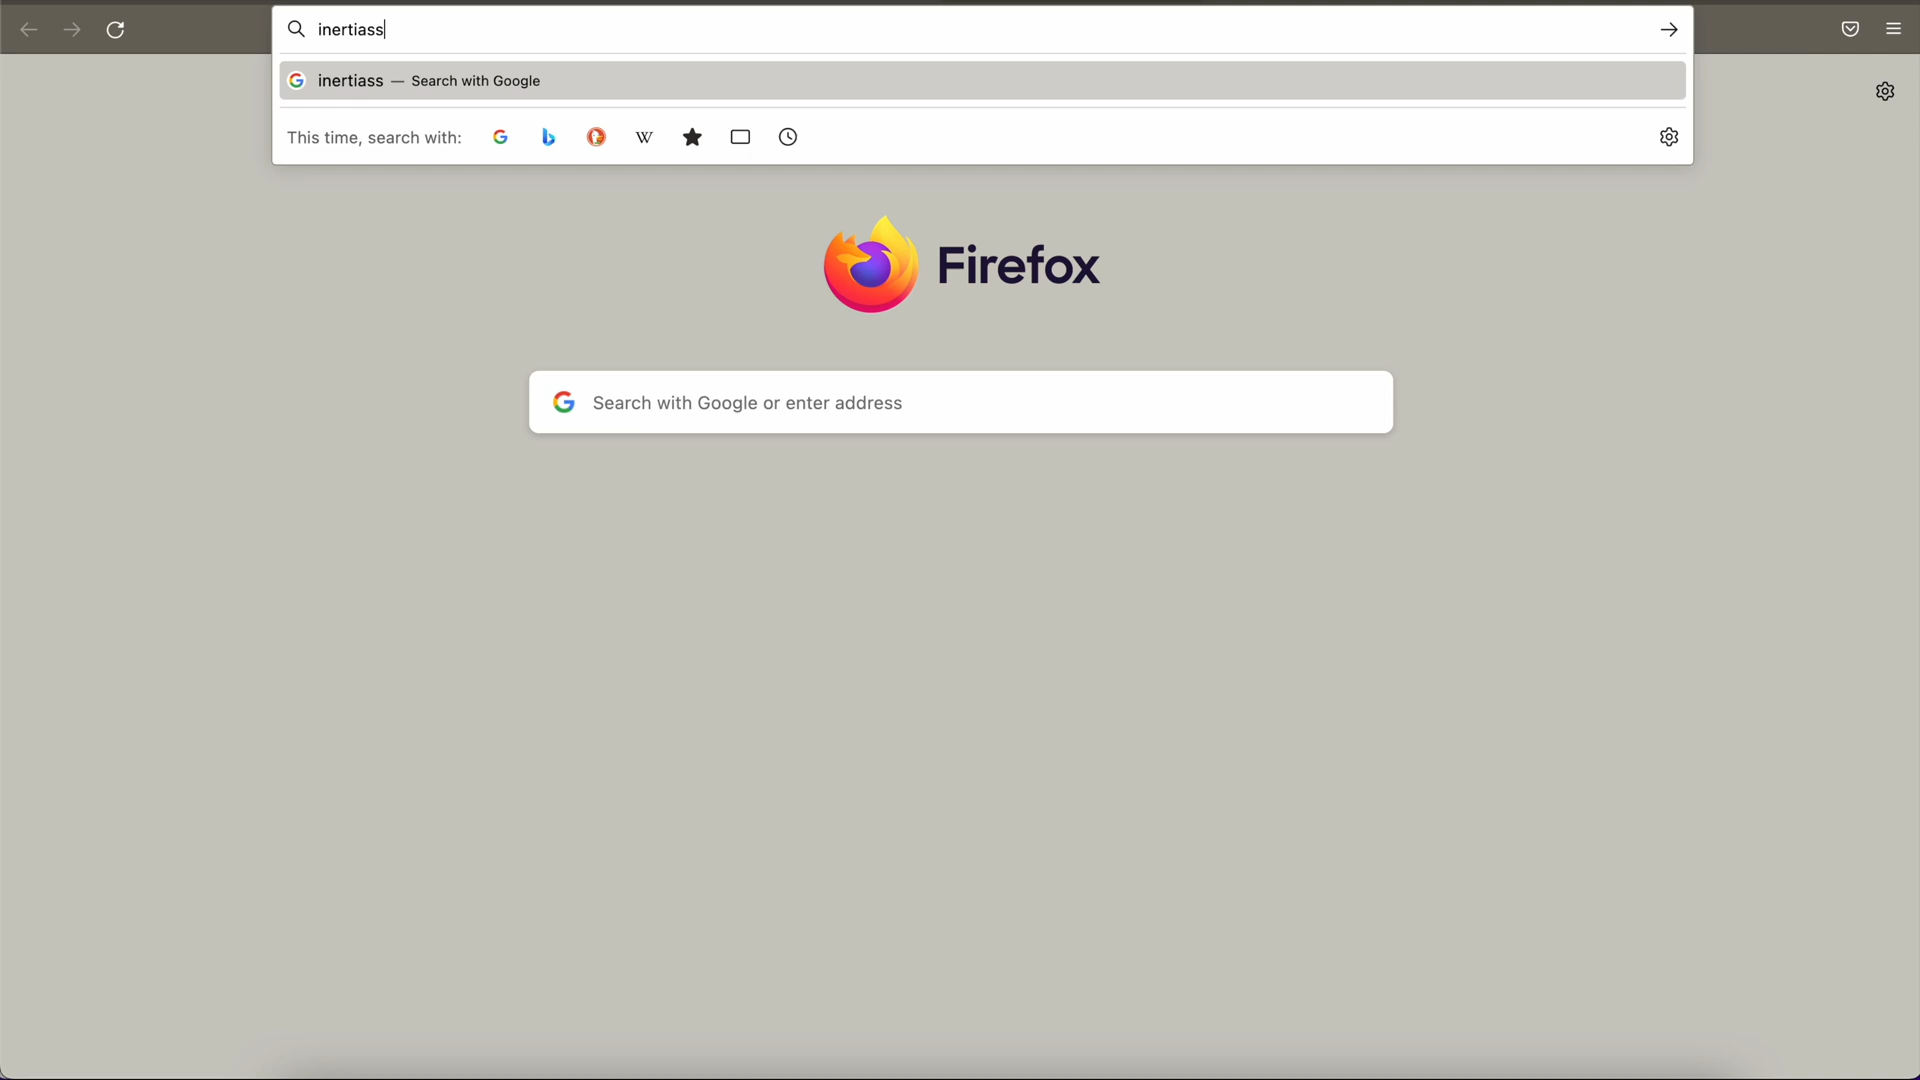 inertiass
inertiass — Search with Google
This time, search with:
Firefox
Search with Google or enter address